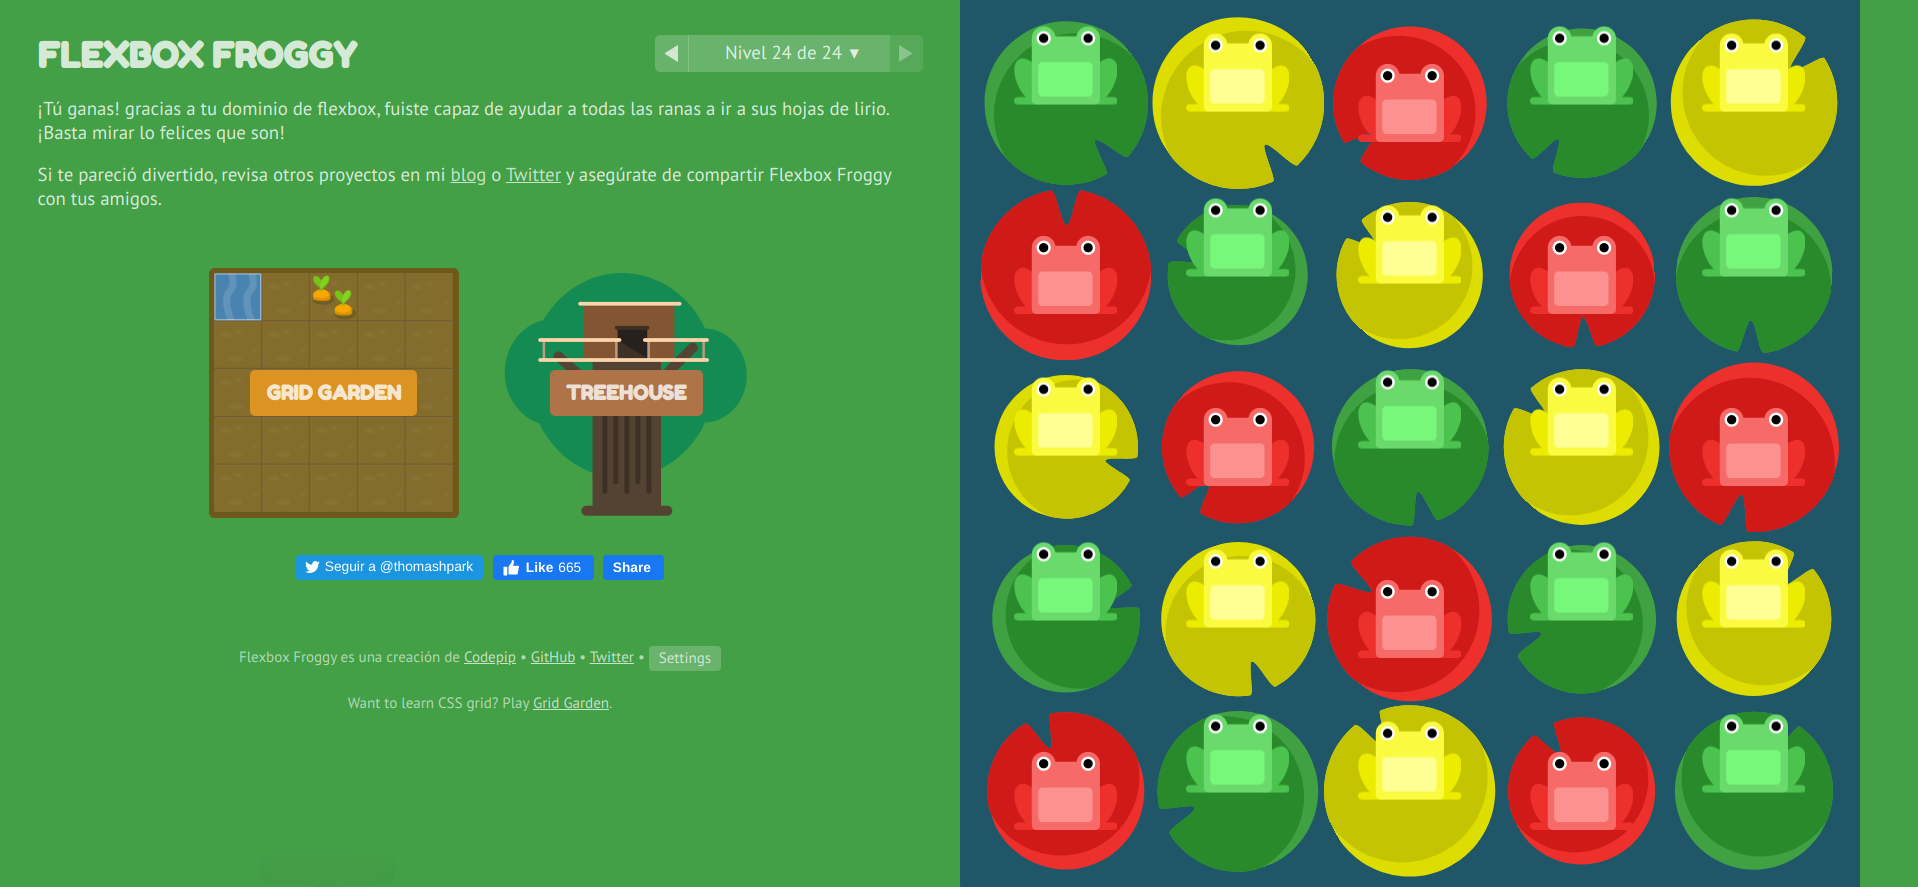 FLEXBOX FROGGY
Nivel 24 de 24 ▼
¡Tú ganas! gracias a tu dominio de flexbox, fuiste capaz de ayudar a todas las ranas a ir a sus hojas de lirio.
¡Basta mirar lo felices que son!
Si te pareció divertido, revisa otros proyectos en mi blog o Twitter y asegúrate de compartir Flexbox Froggy
con tus amigos.
GRID GARDEN
TREEHOUSE
Seguir a @thomashpark
Like 665
Share
Flexbox Froggy es una creación de Codepip • GitHub • Twitter • Settings
Want to learn CSS grid? Play Grid Garden.